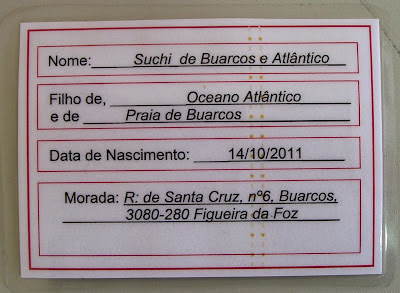 Nome: Suchi de Buarcos e Atlântico
Filho de, Oceano Atlântico
e de Praia de Buarcos
Data de Nascimento: 14/10/2011
Morada: R: de Santa Cruz, nº6, Buarcos,
3080-280 Figueira da Foz